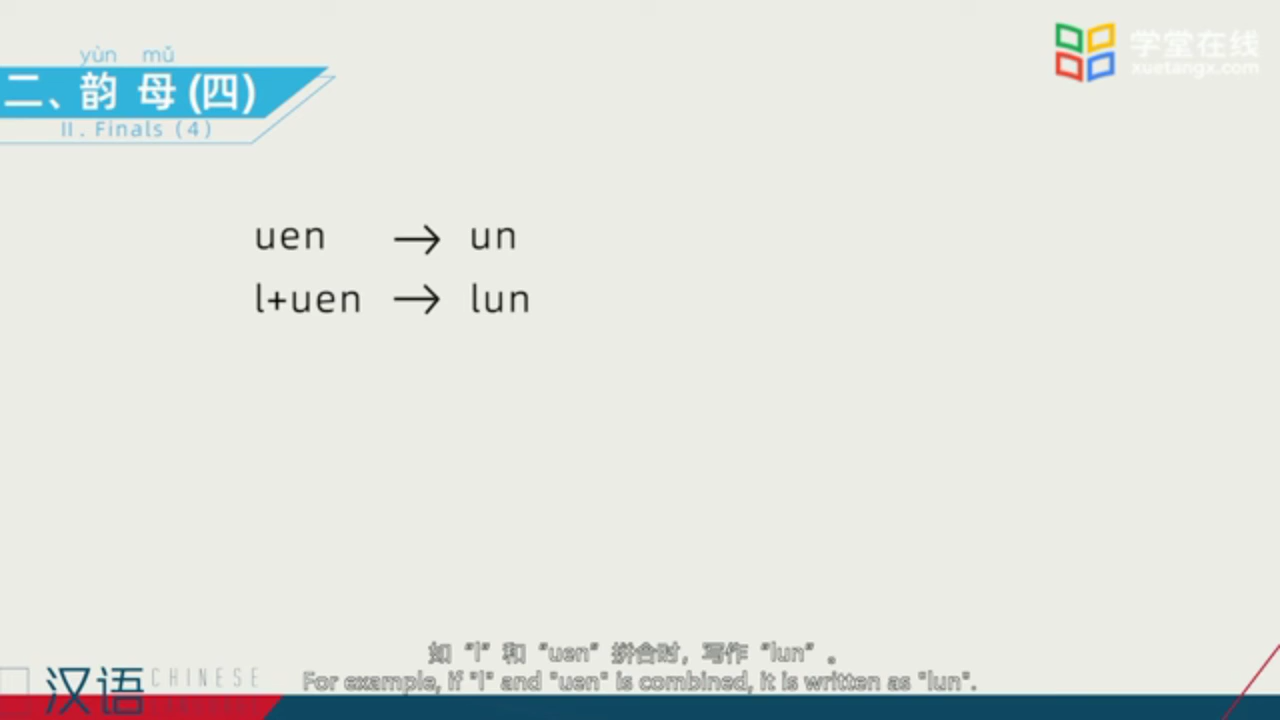 yùn mǔ
二、韵 母 (四)
II. Finals (4)
学堂在线
xuetangx.com
uen → un
l+uen → lun
如“l”和“uen”拼合时，写作“lun”。
For example, if "l" and "uen" is combined, it is written as "lun".
汉语 CHINESE